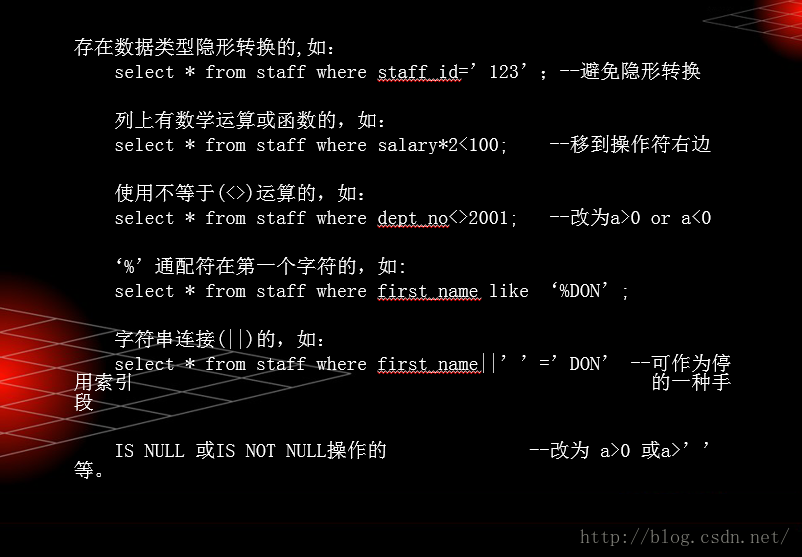 存在数据类型隐形转换的,如：
select * from staff where staff_id=’123’；--避免隐形转换
列上有数学运算或函数的，如：
select * from staff where salary*2<100; --移到操作符右边
使用不等于(<>)运算的，如：
select * from staff where dept_no<>2001; --改为a>0 or a<0
‘%’通配符在第一个字符的，如:
select * from staff where first_name like ‘%DON’;
字符串连接(||)的，如：
select * from staff where first_name||’’=’DON’ --可作为停
用索引 的一种手
段
IS NULL 或IS NOT NULL操作的 --改为 a>0 或a>’’
等。
http://blog.csdn.net/